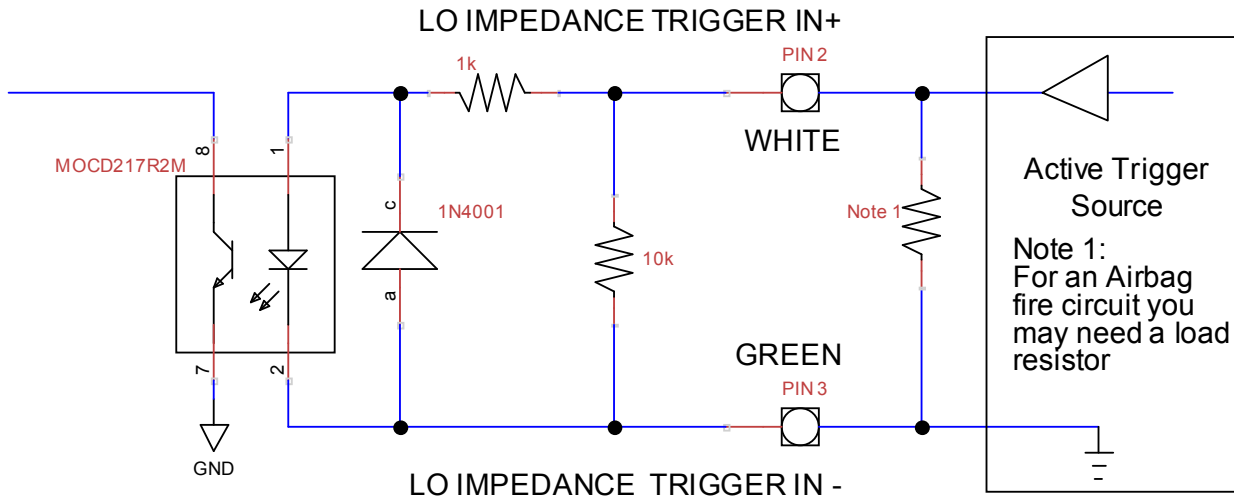 LO IMPEDANCE TRIGGER IN+
1k
PIN 2
WHITE
8
1
MOCD217R2M
c
1N4001
a
10k
Note 1
Active Trigger
Source
Note 1:
For an Airbag
fire circuit you
may need a load
resistor
GREEN
PIN 3
7
2
GND
LO IMPEDANCE TRIGGER IN -